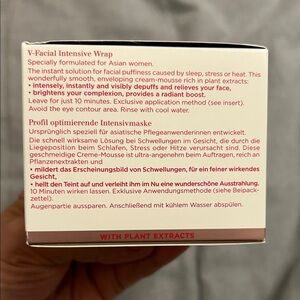 V-Facial Intensive Wrap
Specially formulated for Asian women.
The instant solution for facial puffiness caused by sleep, stress or heat. This
wonderfully smooth, enveloping cream-mousse rich in plant extracts:
• intensely, instantly and visibly depuffs and relieves your face,
• brightens your complexion, provides a radiant boost.
Leave for just 10 minutes. Exclusive application method (see insert).
Avoid the eye contour area. Rinse with cool water.
Profil optimierende Intensivmaske
Ursprünglich speziell für asiatische Pflegeanwenderinnen entwickelt.
Die schnell wirksame Lösung bei Schwellungen im Gesicht, die durch die
Liegeposition beim Schlafen, Stress oder Hitze verursacht sind. Diese
geschmeidige Creme-Mousse ist ultra-angenehm beim Auftragen, reich an
Pflanzenextrakten und
• mildert das Erscheinungsbild von Schwellungen, für ein feiner wirkendes
Gesicht,
• hellt den Teint auf und verleiht ihm im Nu eine wunderschöne Ausstrahlung.
10 Minuten wirken lassen. Exklusive Anwendungsmethode (siehe Beipack-
zettel).
Augenpartie aussparen. Anschließend mit kühlem Wasser abspülen.
WITH PLANT EXTRACTS